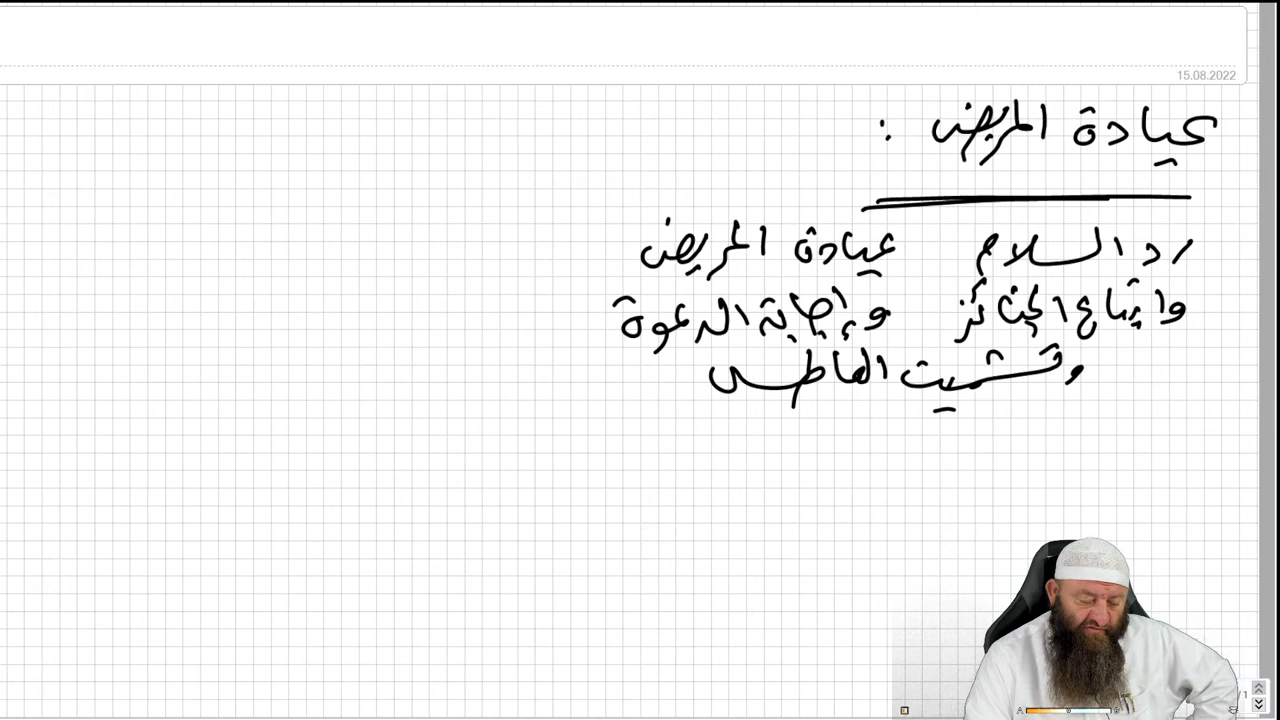 15.08.2022
عيادة المريض :
رد السلام عيادة المريض
واتباع الجنائز وإجابة الدعوة
وتشميت العاطس